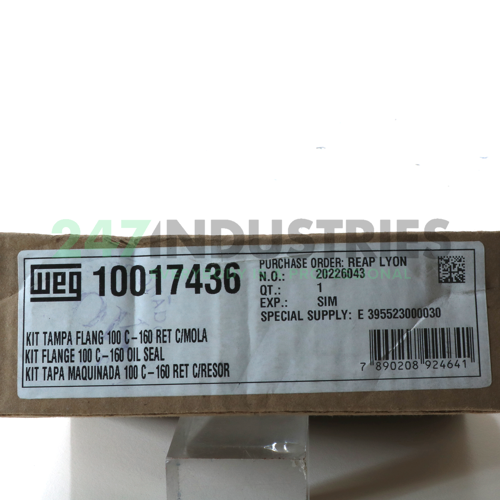 247INDUSTRIES
INTERNATIONAL
WEG 10017436
KIT TAMPA FLANG 100 C-160 RET C/MOLA
KIT FLANGE 100 C-160 OIL SEAL
KIT TAPA MAQUINADA 100 C-160 RET C/RESOR
PURCHASE ORDER: REAP LYON
N.O.: 20226043
QT.: 1
EXP.: SIM
SPECIAL SUPPLY: E 395523000030
7 890208 924641